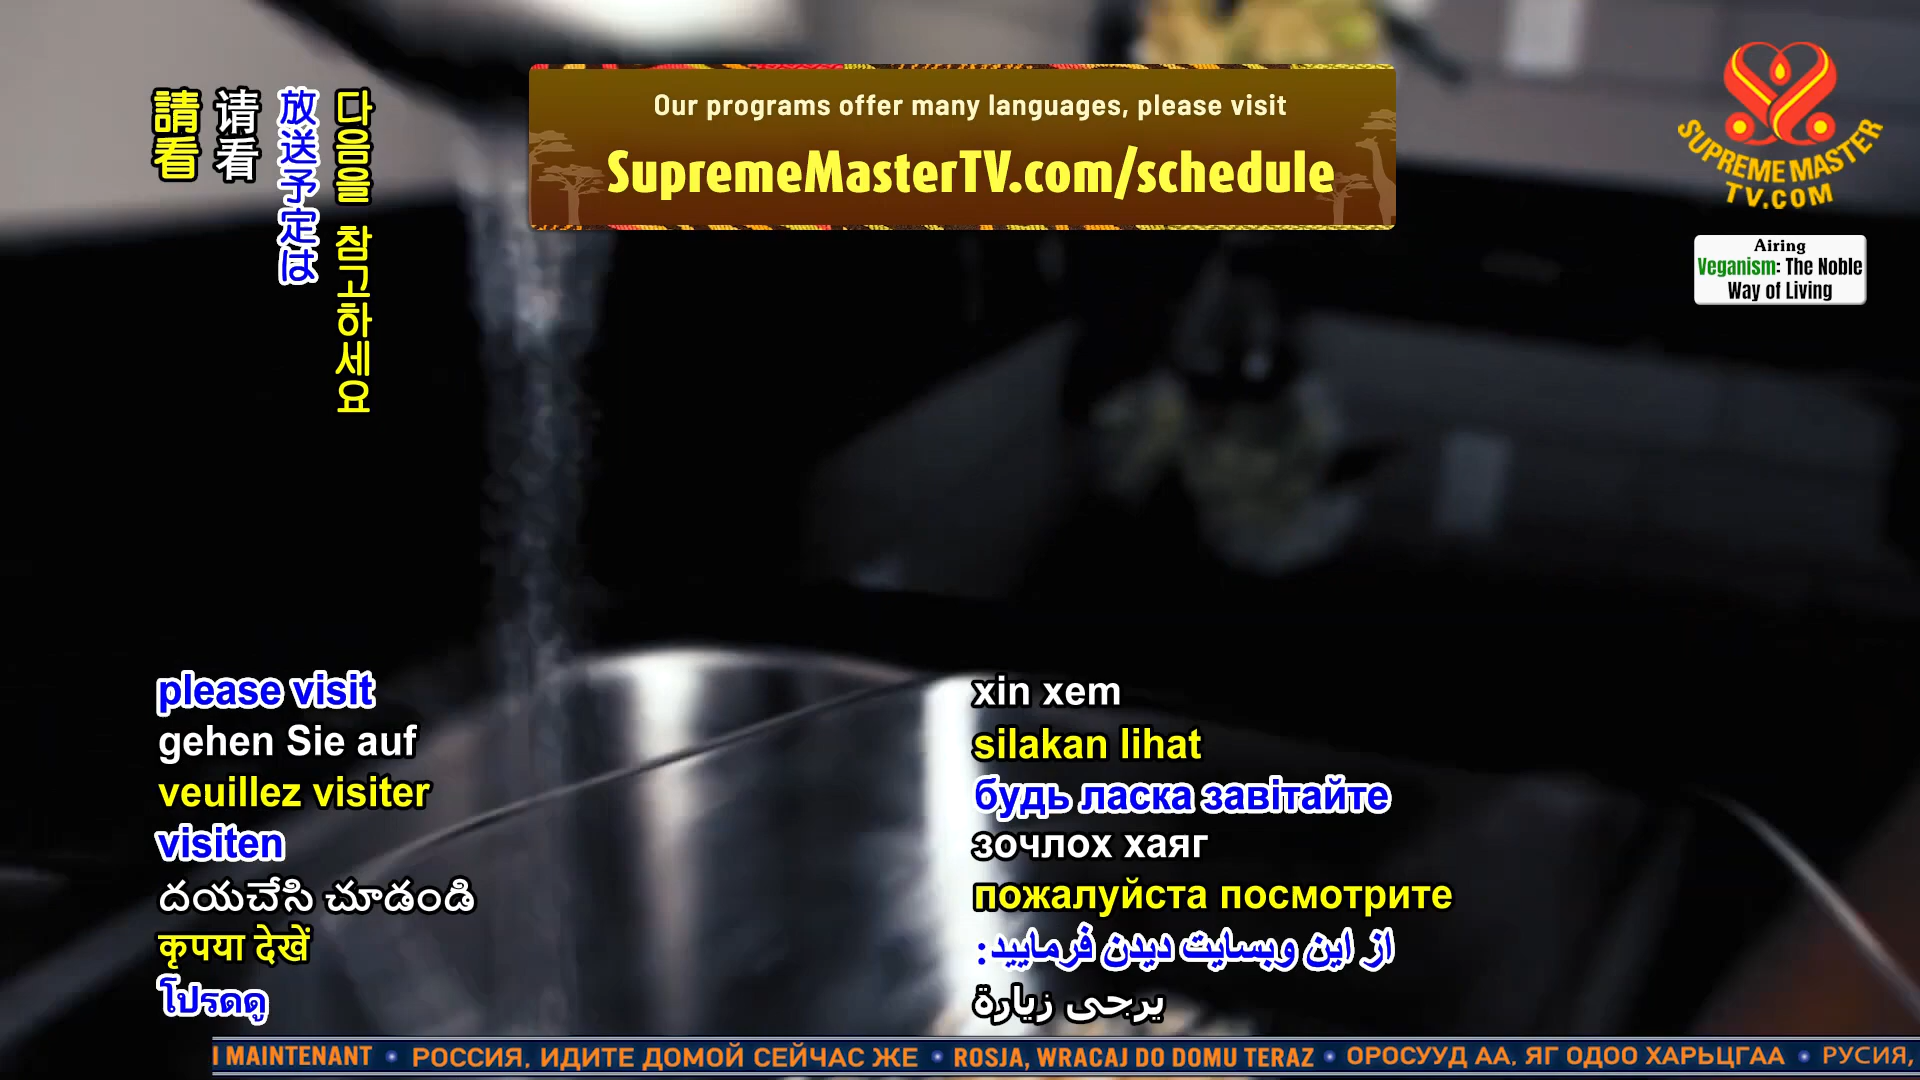 Our programs offer many languages, please visit
SupremeMasterTV.com/schedule
SUPREME MASTER
TV.COM
Airing
Veganism: The Noble
Way of Living
請看
请看
放送予定は
다음을 참고하세요
please visit
gehen Sie auf
veuillez visiter
visiten
దయచేసి చూడండి
कृपया देखें
โปรดดู
xin xem
silakan lihat
будь ласка завітайте
зочлох хаяг
пожалуйста посмотрите
از این وبسایت دیدن فرمایید:
يرجى زيارة
I MAINTENANT • РОССИЯ, ИДИТЕ ДОМОЙ СЕЙЧАС ЖЕ • ROSJA, WRACAJ DO DOMU TERAZ • ОРОСУУД АА, ЯГ ОДОО ХАРЬЦГАА • РУСИЯ,